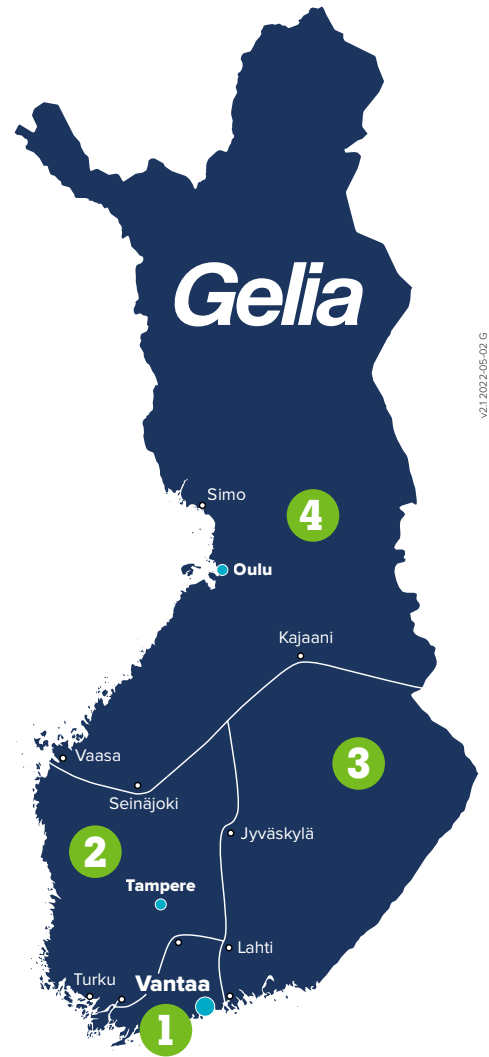 Gelia
v2.1 2022-05-02 G
Simo
4
Oulu
Kajaani
Vaasa
3
Seinäjoki
Jyväskylä
2
Tampere
Lahti
Turku
Vantaa
1